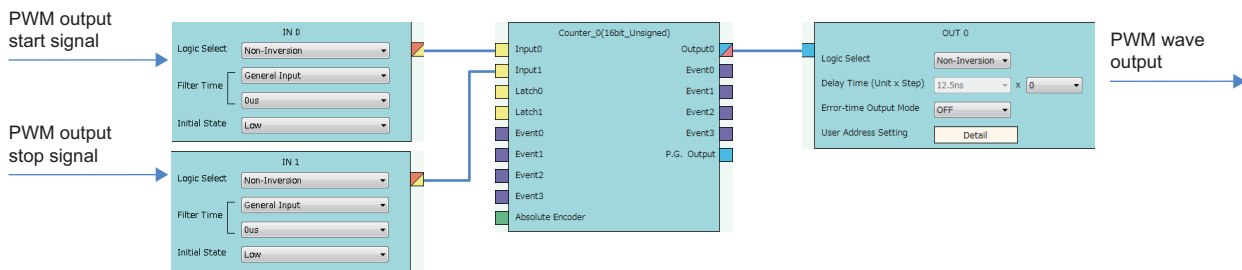 PWM output
start signal
IN 0
Logic Select
Non-Inversion
Filter Time
General Input
0us
Initial State
Low
PWM output
stop signal
IN 1
Logic Select
Non-Inversion
Filter Time
General Input
0us
Initial State
Low
Counter_0(16bit_Unsigned)
Input0
Output0
Input1
Event0
Latch0
Event1
Latch1
Event2
Event0
Event3
Event1
P.G. Output
Event2
Event3
Absolute Encoder
OUT 0
Logic Select
Non-Inversion
Delay Time (Unit x Step)
12.5ns
x
0
Error-time Output Mode
OFF
User Address Setting
Detail
PWM wave
output